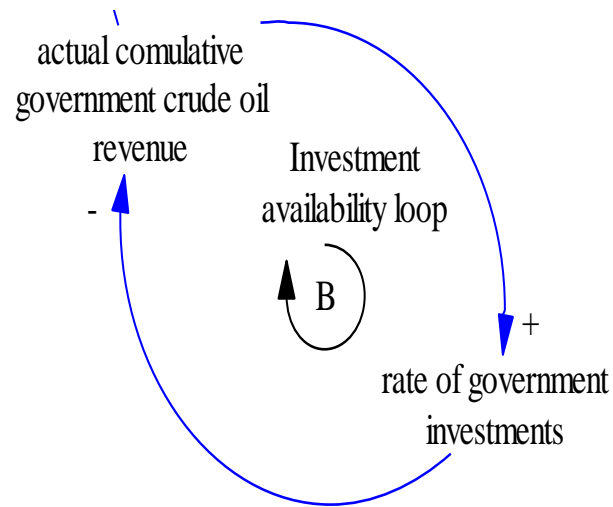 actual comulative
government crude oil
revenue
Investment
availability loop
-
B
+
rate of government
investments